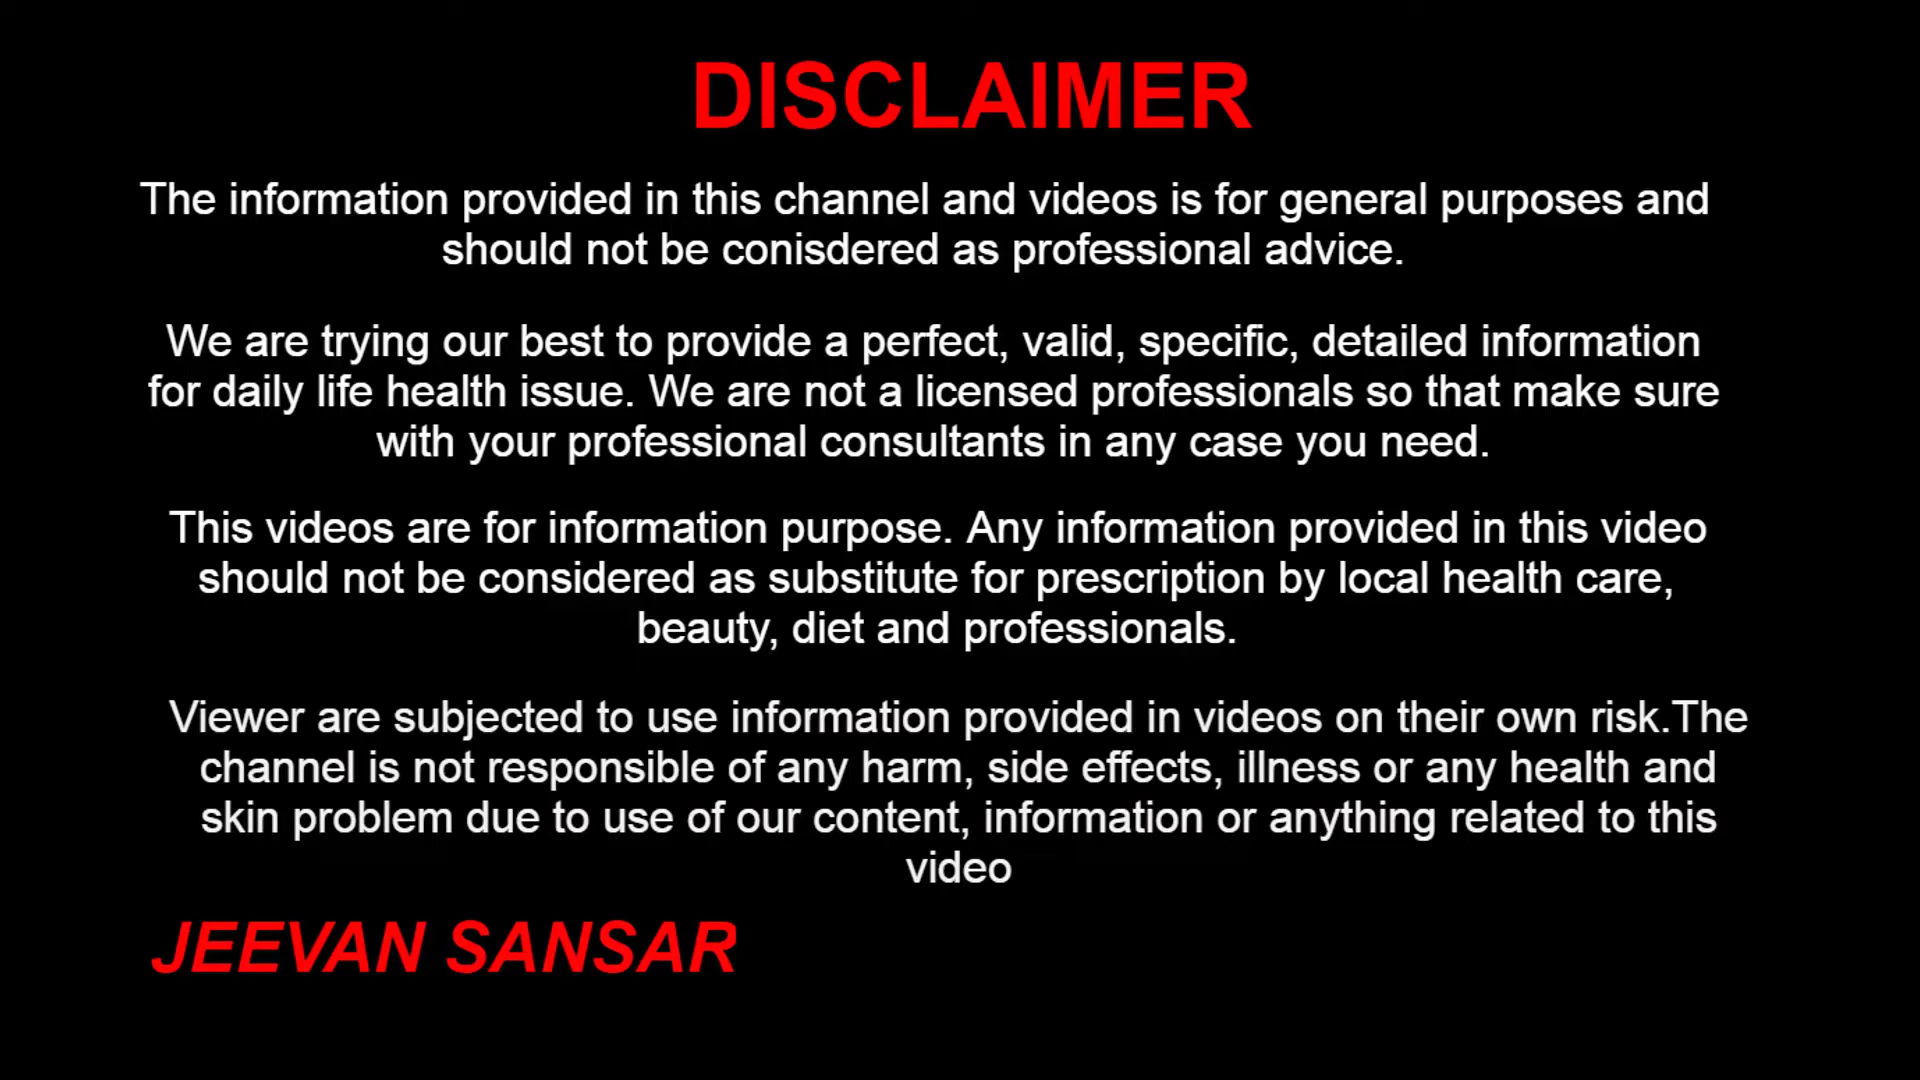 DISCLAIMER
The information provided in this channel and videos is for general purposes and
should not be conisdered as professional advice.
We are trying our best to provide a perfect, valid, specific, detailed information
for daily life health issue. We are not a licensed professionals so that make sure
with your professional consultants in any case you need.
This videos are for information purpose. Any information provided in this video
should not be considered as substitute for prescription by local health care,
beauty, diet and professionals.
Viewer are subjected to use information provided in videos on their own risk.The
channel is not responsible of any harm, side effects, illness or any health and
skin problem due to use of our content, information or anything related to this
video
JEEVAN SANSAR